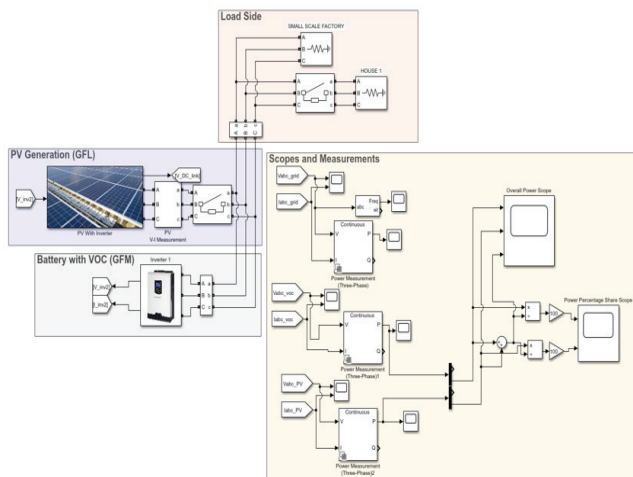 Load Side
SMALL SCALE FACTORY
A
B
C
HOUSE 1
A a
B b
C c
A
B
C
A a
B b
C c
PV Generation (GFL)
[V_DC_link]
[V_inv2]
PV With Inverter
A a
B b
C c
PV
V-I Measurement
A a
B b
C c
Battery with VOC (GFM)
Inverter 1
[V_inv2]
[I_inv2]
A a
B b
C c
Scopes and Measurements
Vabc_grid
Iabc_grid
abc
Freq
wt
Continuous
V P
I Q
Power Measurement
(Three-Phase)
Vabc_voc
Iabc_voc
Continuous
V P
I Q
Power Measurement
(Three-Phase)1
Vabc_PV
Iabc_PV
Continuous
V P
I Q
Power Measurement
(Three-Phase)2
Overall Power Scope
Power Percentage Share Scope
100
100